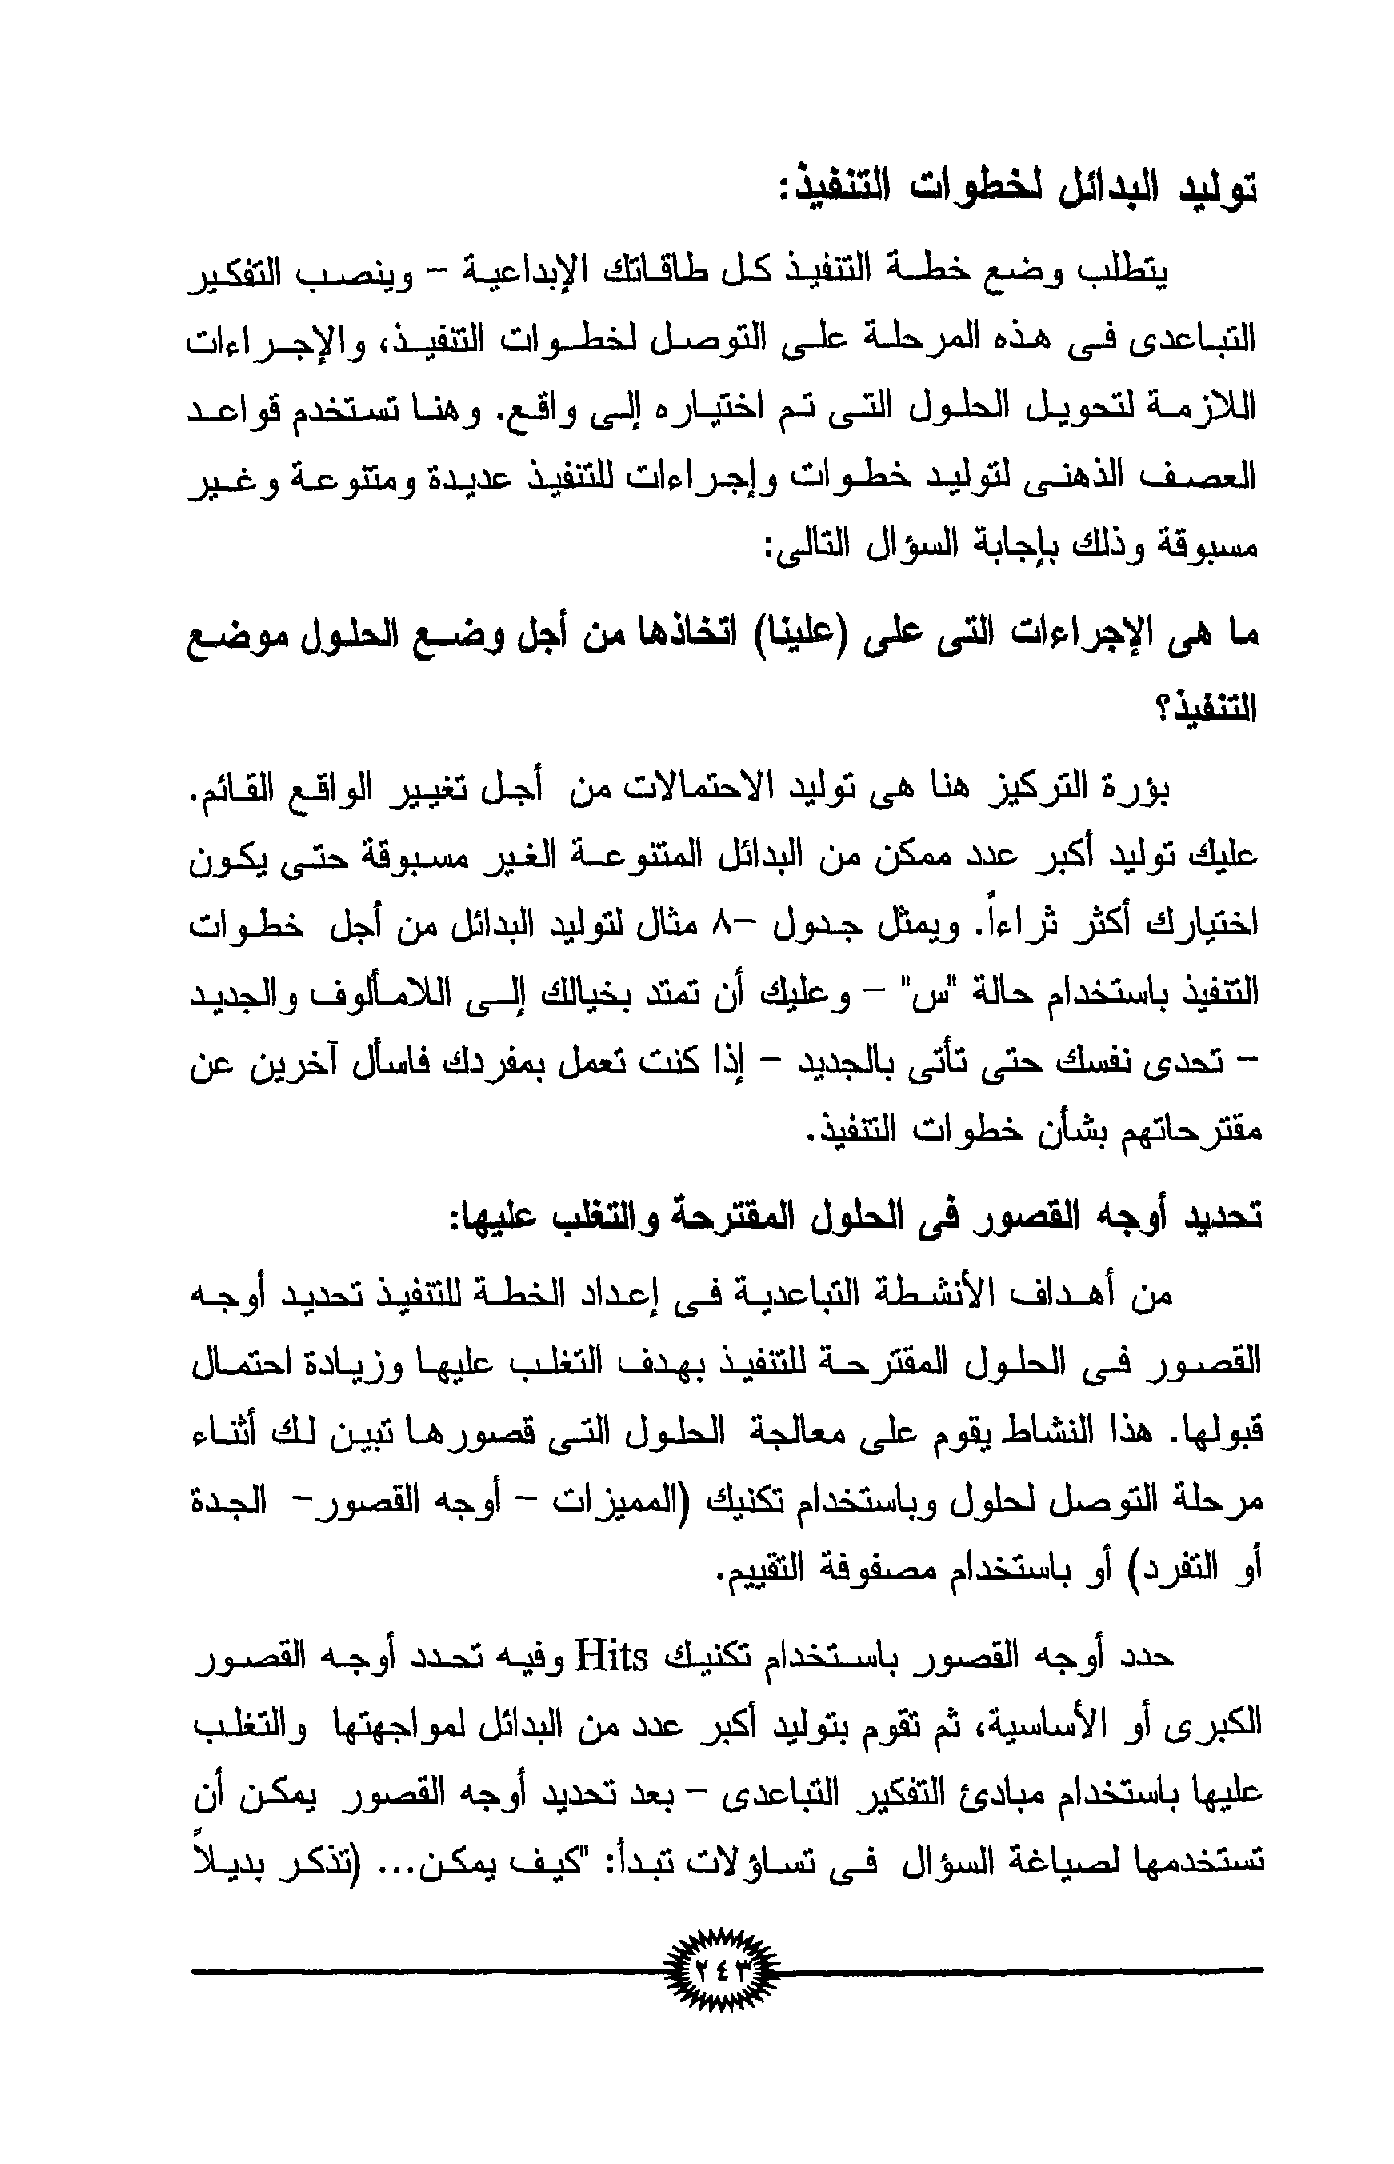 توليد البدائل لخطوات التنفيذ:
يتطلب وضع خطة التنفيذ كل طاقاتك الإبداعية – وينصب التفكير
التباعدى فى هذه المرحلة على التوصل لخطوات التنفيذ، والإجراءات
اللازمة لتحويل الحلول التى تم اختياره إلى واقع. وهنا تستخدم قواعد
العصف الذهنى لتوليد خطوات وإجراءات للتنفيذ عديدة ومتنوعة وغير
مسبوقة وذلك بإجابة السؤال التالى:
ما هى الإجراءات التى على (علينا) اتخاذها من أجل وضع الحلول موضع
التنفيذ؟
بؤرة التركيز هنا هى توليد الاحتمالات من أجل تغيير الواقع القائم.
عليك توليد أكبر عدد ممكن من البدائل المتنوعة الغير مسبوقة حتى يكون
اختيارك أكثر ثراءاً. ويمثل جدول -٨ مثال لتوليد البدائل من أجل خطوات
التنفيذ باستخدام حالة "س" – وعليك أن تمتد بخيالك إلى اللامألوف والجديد
– تحدى نفسك حتى تأتى بالجديد – إذا كنت تعمل بمفردك فاسأل آخرين عن
مقترحاتهم بشأن خطوات التنفيذ.
تحديد أوجه القصور فى الحلول المقترحة والتغلب عليها:
من أهداف الأنشطة التباعدية فى إعداد الخطة للتنفيذ تحديد أوجه
القصور فى الحلول المقترحة للتنفيذ بهدف التغلب عليها وزيادة احتمال
قبولها. هذا النشاط يقوم على معالجة الحلول التى قصورها تبين لك أثناء
مرحلة التوصل لحلول وباستخدام تكنيك (المميزات – أوجه القصور– الجدة
أو التفرد) أو باستخدام مصفوفة التقييم.
حدد أوجه القصور باستخدام تكنيك Hits وفيه تحدد أوجه القصور
الكبرى أو الأساسية، ثم تقوم بتوليد أكبر عدد من البدائل لمواجهتها والتغلب
عليها باستخدام مبادئ التفكير التباعدى – بعد تحديد أوجه القصور يمكن أن
تستخدمها لصياغة السؤال فى تساؤلات تبدأ: "كيف يمكن... (تذكر بديلاً
٢٤٣